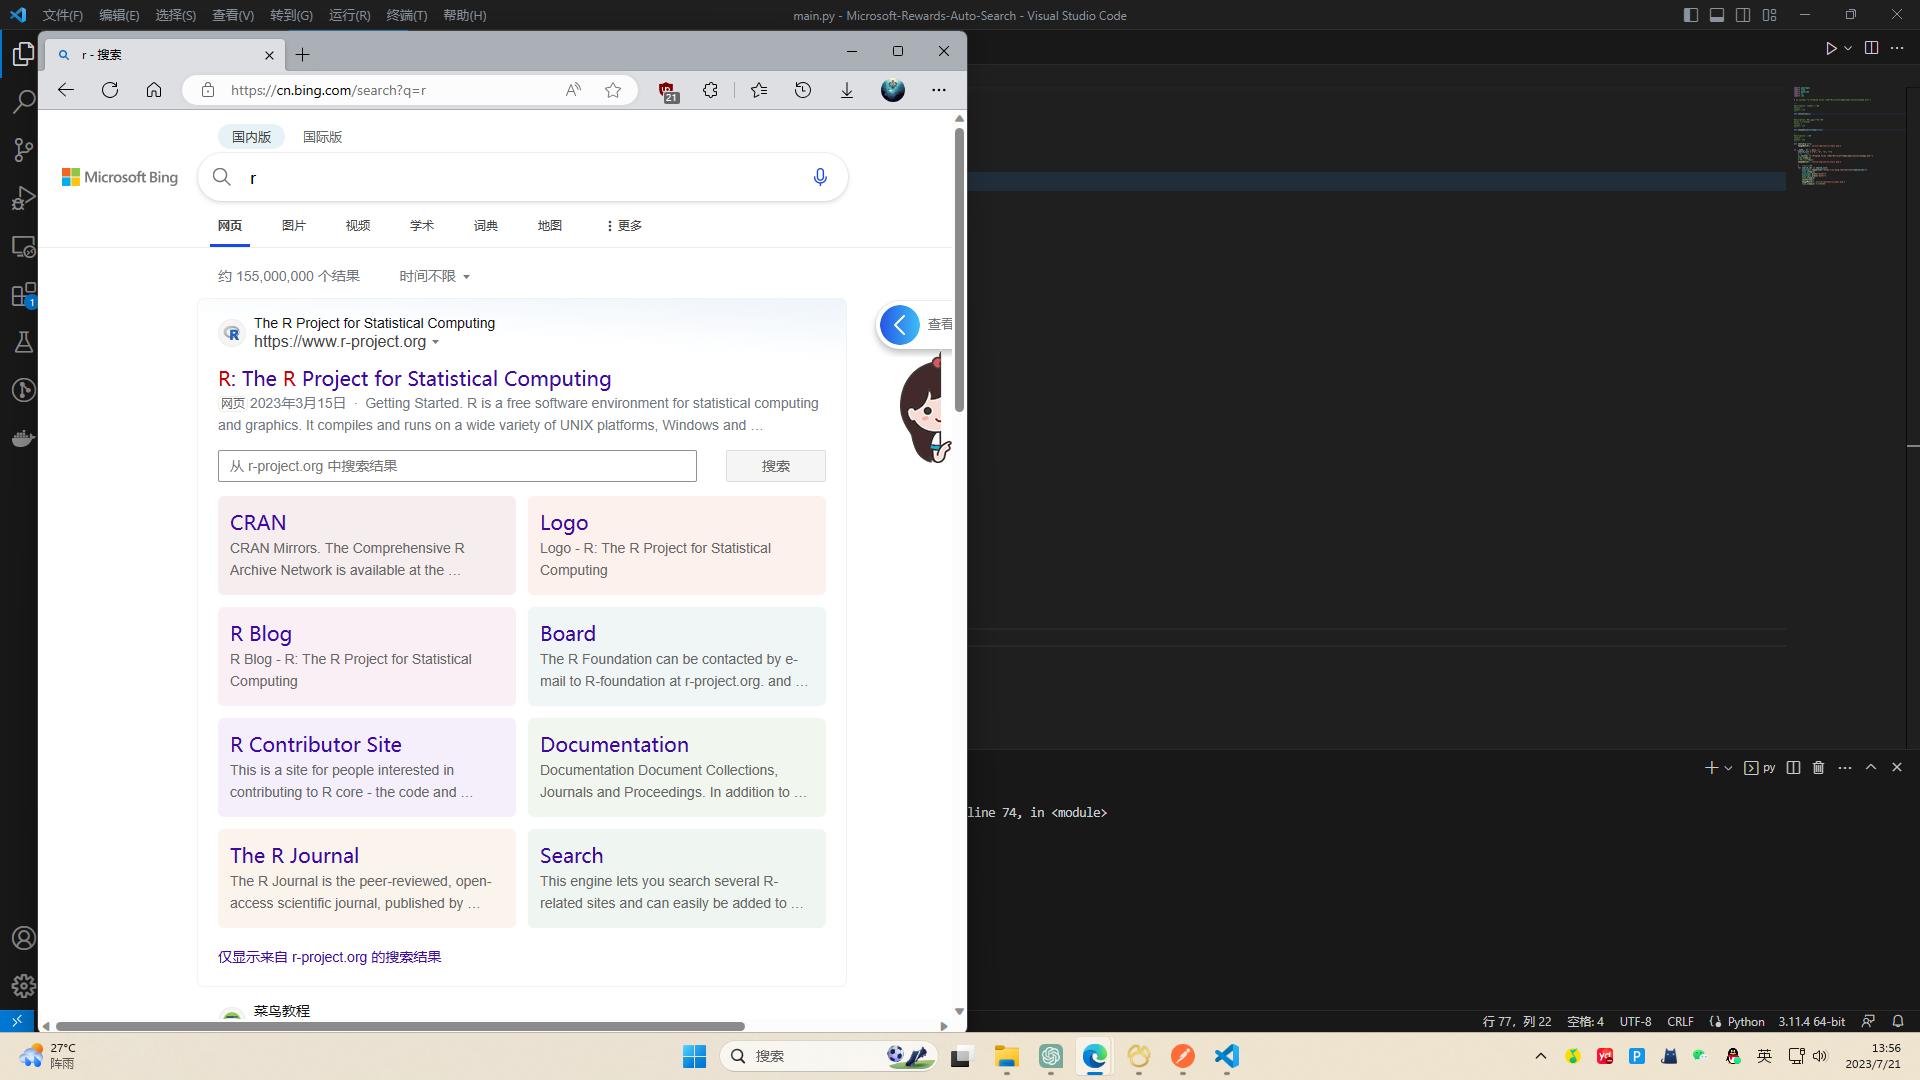 文件(F) 编辑(E) 选择(S) 查看(V) 转到(G) 运行(R) 终端(T) 帮助(H)
main.py - Microsoft-Rewards-Auto-Search - Visual Studio Code
r - 搜索
https://cn.bing.com/search?q=r
21
国内版 国际版
Microsoft Bing
r
网页 图片 视频 学术 词典 地图 更多
约 155,000,000 个结果 时间不限
The R Project for Statistical Computing
https://www.r-project.org
查看
R: The R Project for Statistical Computing
网页 2023年3月15日 · Getting Started. R is a free software environment for statistical computing
and graphics. It compiles and runs on a wide variety of UNIX platforms, Windows and …
从 r-project.org 中搜索结果 搜索
CRAN
CRAN Mirrors. The Comprehensive R
Archive Network is available at the …
Logo
Logo - R: The R Project for Statistical
Computing
R Blog
R Blog - R: The R Project for Statistical
Computing
Board
The R Foundation can be contacted by e-
mail to R-foundation at r-project.org. and …
R Contributor Site
This is a site for people interested in
contributing to R core - the code and …
Documentation
Documentation Document Collections,
Journals and Proceedings. In addition to …
The R Journal
The R Journal is the peer-reviewed, open-
access scientific journal, published by …
Search
This engine lets you search several R-
related sites and can easily be added to …
仅显示来自 r-project.org 的搜索结果
菜鸟教程
1
py
line 74, in <module>
行 77，列 22 空格: 4 UTF-8 CRLF Python 3.11.4 64-bit
27°C
阵雨
搜索
英
13:56
2023/7/21